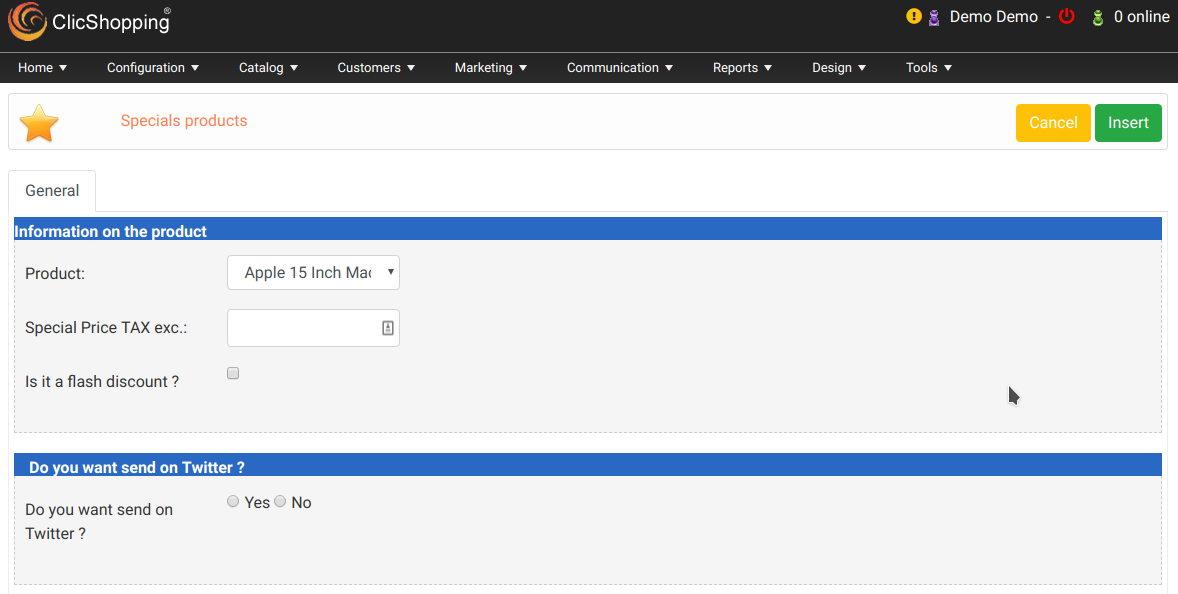 ClicShopping®
! Demo Demo - 0 online
Home Configuration Catalog Customers Marketing Communication Reports Design Tools
Specials products
Cancel Insert
General
Information on the product
Product: Apple 15 Inch Mac
Special Price TAX exc.:
Is it a flash discount ?
Do you want send on Twitter ?
Do you want send on Yes No
Twitter ?